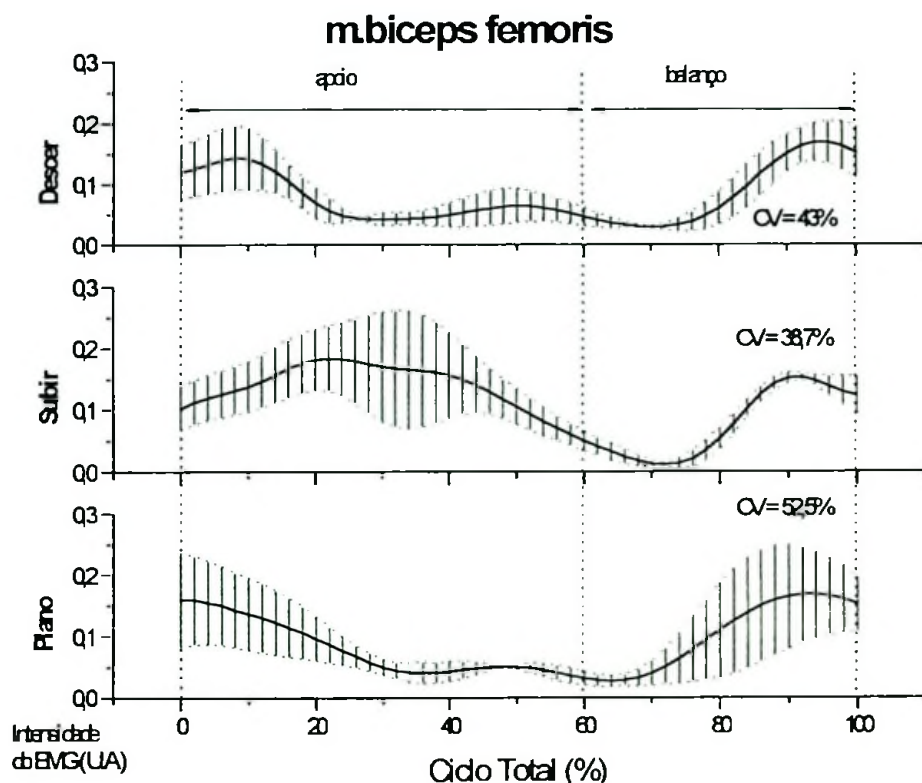 m.biceps femoris
apoio balanço
0,3
0,2
0,1
0,0
Descer
CV=43%
0,3
0,2
0,1
0,0
Subir
CV=38,7%
0,3
0,2
0,1
0,0
Plano
CV=52,5%
0 20 40 60 80 100
Intensidade
do EMG(U.A)
Ciclo Total (%)